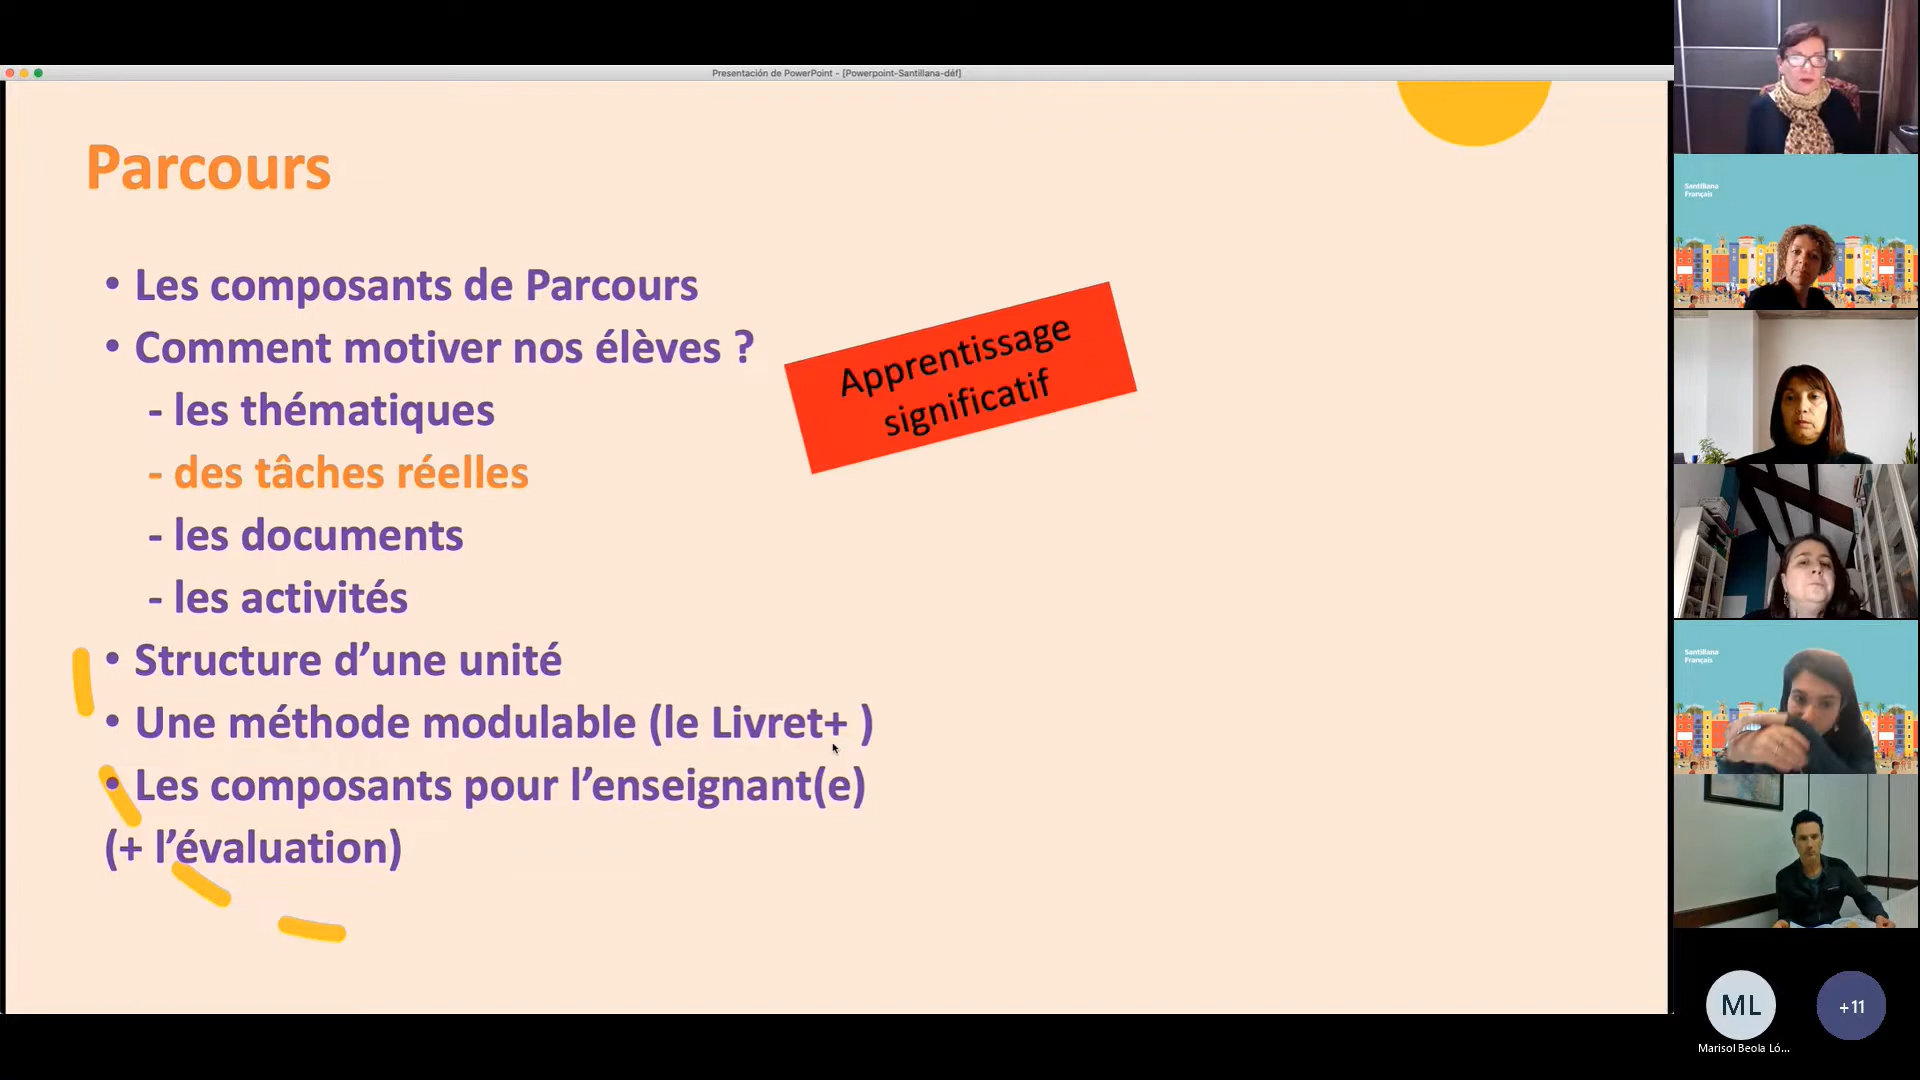 Presentación de PowerPoint - [Powerpoint-Santillana-déf]
Parcours
• Les composants de Parcours
• Comment motiver nos élèves ?
- les thématiques
- des tâches réelles
- les documents
- les activités
• Structure d’une unité
• Une méthode modulable (le Livret+ )
• Les composants pour l’enseignant(e)
(+ l’évaluation)
Apprentissage
significatif
Santillana
Français
Santillana
Français
ML
+11
Marisol Beola Ló...